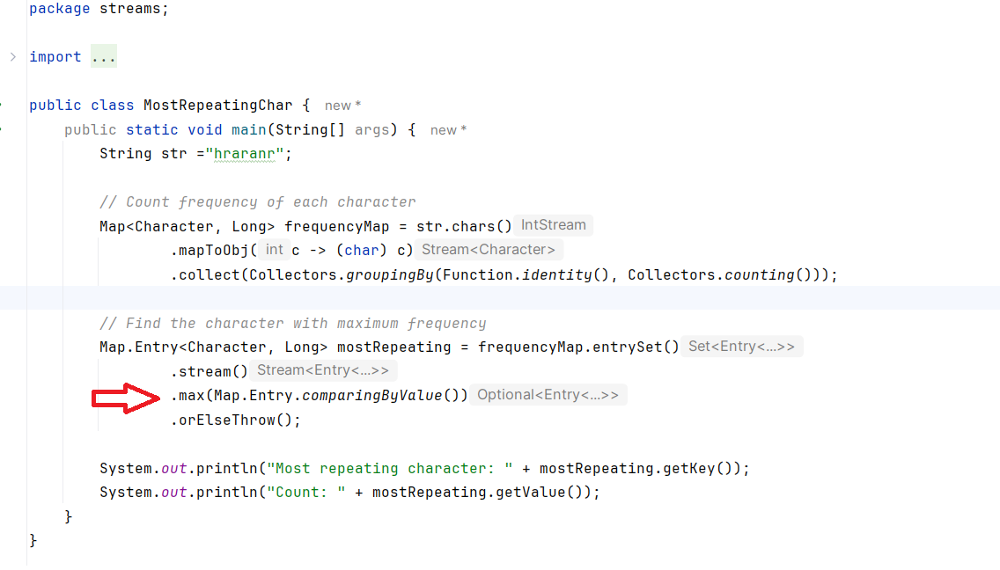 package streams;
import ...
public class MostRepeatingChar { new *
public static void main(String[] args) { new *
String str ="hraranr";
// Count frequency of each character
Map<Character, Long> frequencyMap = str.chars() IntStream
.mapToObj( int c -> (char) c) Stream<Character>
.collect(Collectors.groupingBy(Function.identity(), Collectors.counting()));
// Find the character with maximum frequency
Map.Entry<Character, Long> mostRepeating = frequencyMap.entrySet() Set<Entry<...>>
.stream() Stream<Entry<...>>
.max(Map.Entry.comparingByValue()) Optional<Entry<...>>
.orElseThrow();
System.out.println("Most repeating character: " + mostRepeating.getKey());
System.out.println("Count: " + mostRepeating.getValue());
}
}